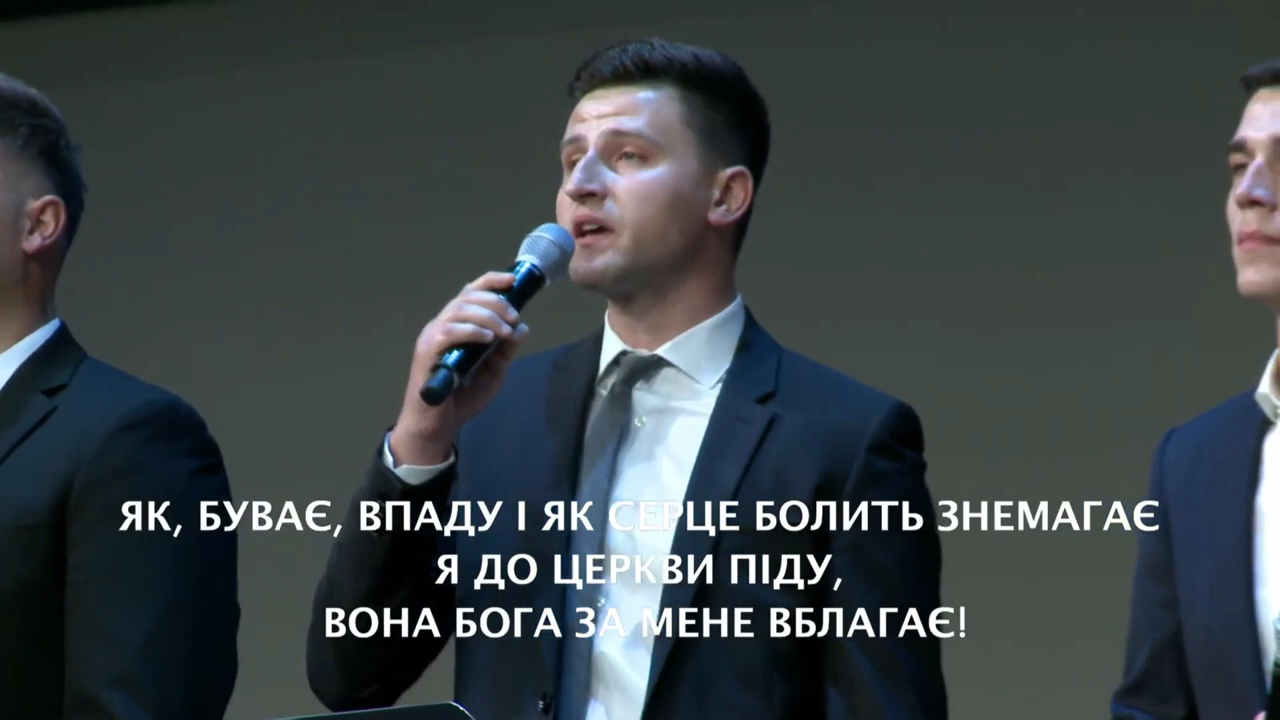 ЯК, БУВАЄ, ВПАДУ І ЯК СЕРЦЕ БОЛИТЬ ЗНЕМАГАЄ
Я ДО ЦЕРКВИ ПІДУ,
ВОНА БОГА ЗА МЕНЕ ВБЛАГАЄ!